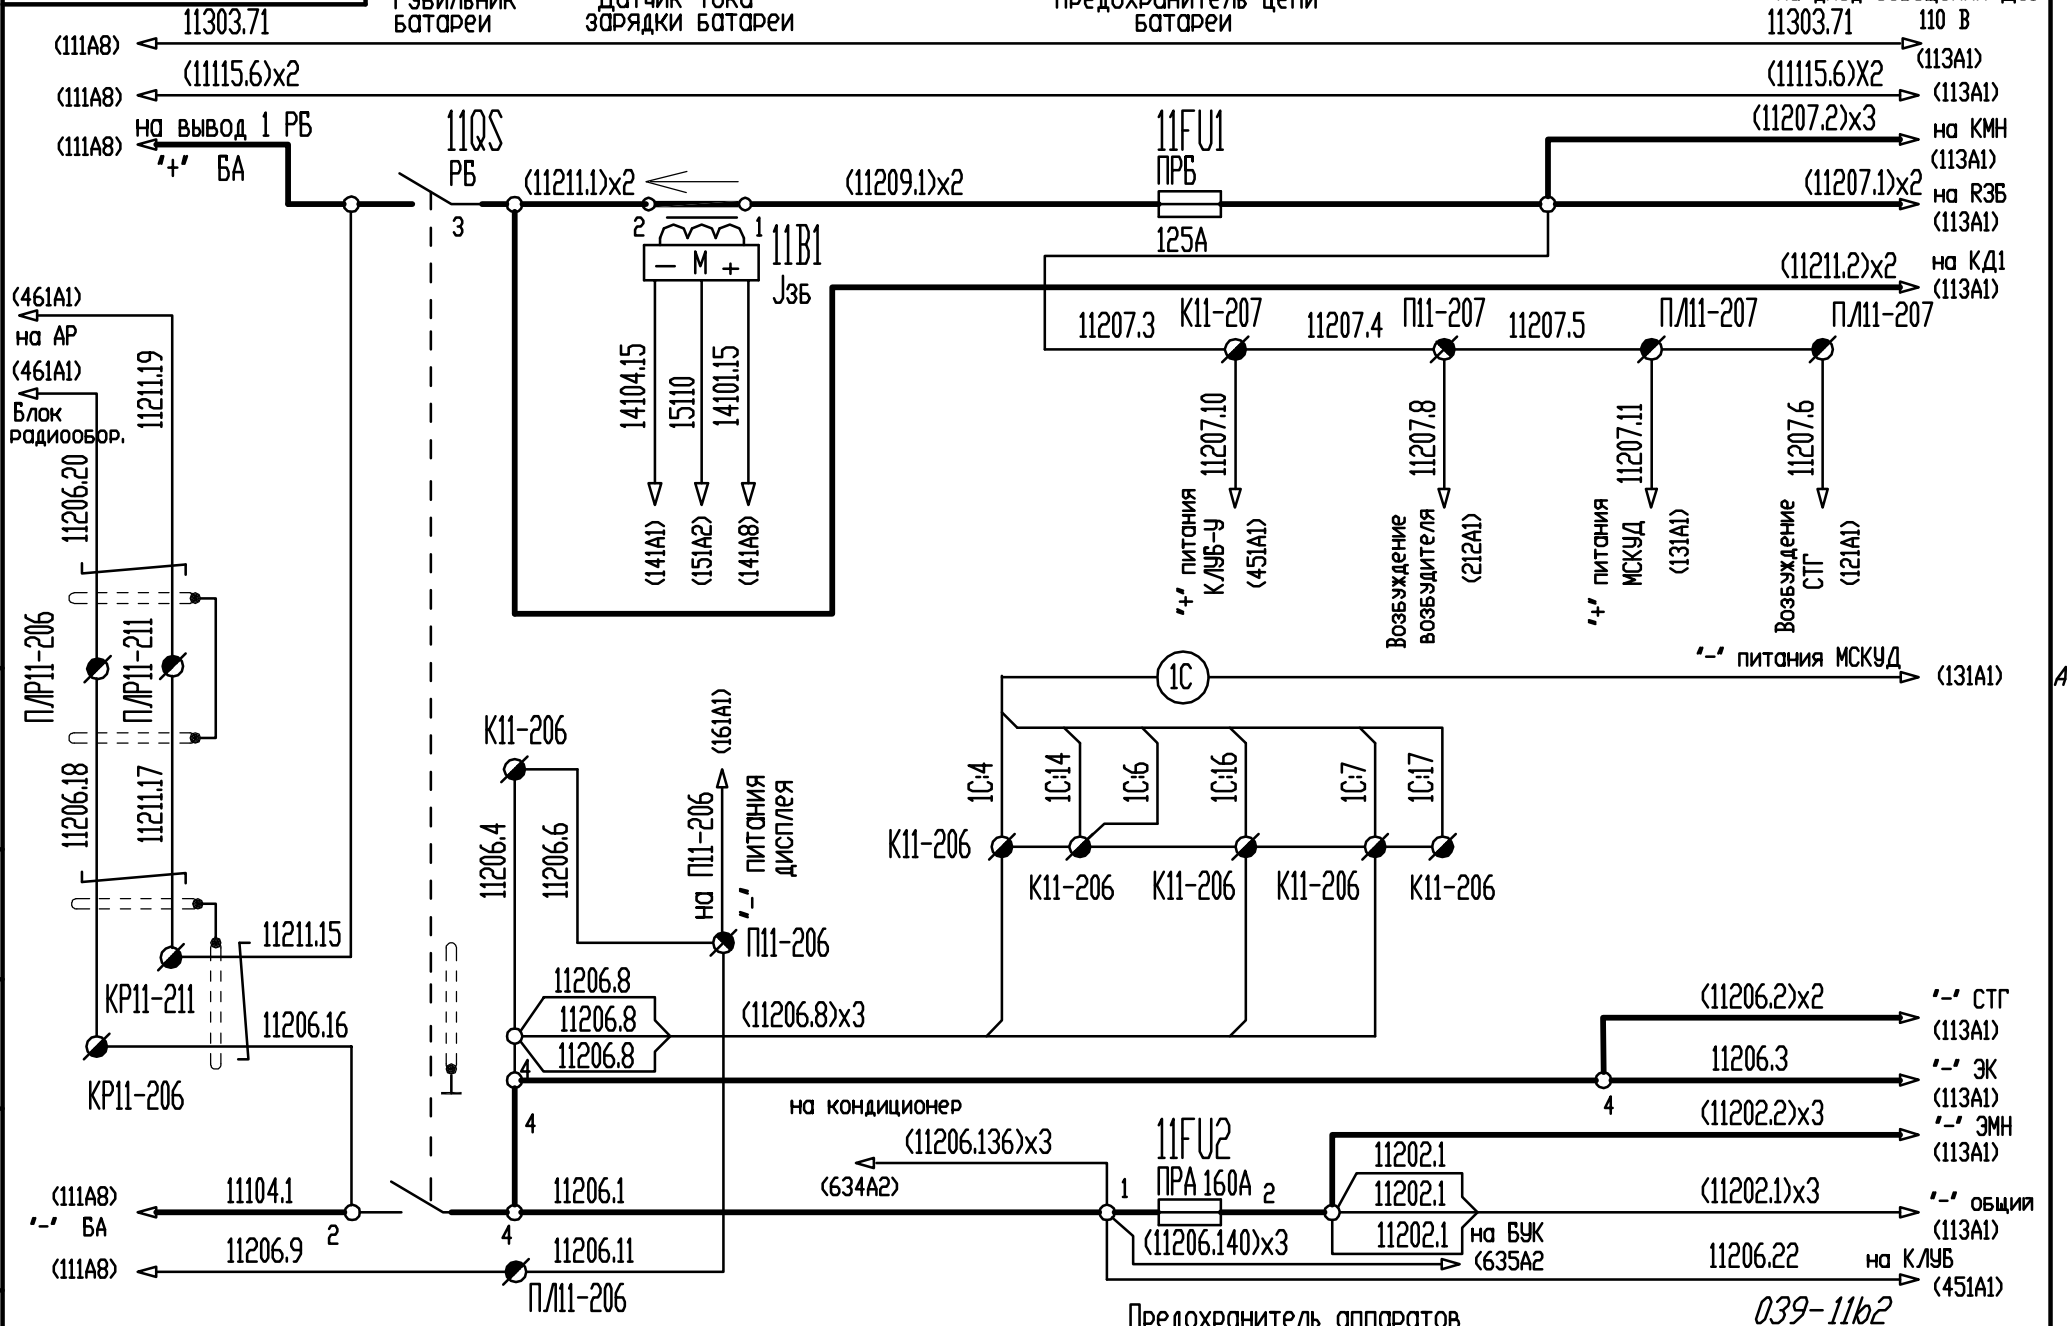 батареи
зарядки батареи
батареи
110 В
11303.71
11303.71
(111А8)
(113А1)
(11115.6)х2
(11115.6)Х2
(111А8)
(113А1)
на вывод 1 РБ
11QS
11FU1
(11207.2)х3
на КМН
(111А8)
"+" БА
РБ
ПРБ
(113А1)
(11211.1)х2
(11209.1)х2
(11207.1)х2
на RЗБ
3
2
1
125А
(113А1)
11В1
− М +
JзБ
(11211.2)х2
на КД1
(113А1)
(461А1)
на АР
(461А1)
Блок
радиообор.
11211.19
11206.20
14104.15
15110
14101.15
(141А1)
(151А2)
(141А8)
11207.3
К11-207
11207.4
П11-207
11207.5
ПЛ11-207
ПЛ11-207
11207.10
11207.8
11207.11
11207.6
"+" питания
КЛУБ-У
(451А1)
Возбуждение
возбудителя
(212А1)
"+" питания
МСКУД
(131А1)
Возбуждение
СТГ
(121А1)
ПЛР11-206
ПЛР11-211
11206.18
11211.17
1С
"-" питания МСКУД
(131А1)
А
К11-206
(161А1)
на П11-206
"-" питания
дисплея
11206.4
11206.6
1С:4
1С:14
1С:6
1С:16
1С:7
1С:17
К11-206
К11-206
К11-206
К11-206
К11-206
П11-206
11211.15
КР11-211
11206.16
КР11-206
11206.8
11206.8
11206.8
(11206.8)х3
(11206.2)х2
"-" СТГ
(113А1)
4
11206.3
"-" ЭК
(113А1)
4
4
на кондиционер
(11206.136)х3
(634А2)
11FU2
ПРА 160А
1
2
(11202.2)х3
"-" ЭМН
(113А1)
11202.1
11202.1
11202.1
(11202.1)х3
"-" общий
(113А1)
(111А8)
11104.1
"-" БА
2
11206.1
4
(11206.140)х3
на БУК
(635А2
11206.9
(111А8)
11206.11
ПЛ11-206
11206.22
на КЛУБ
(451А1)
Предохранитель аппаратов
039-11b2